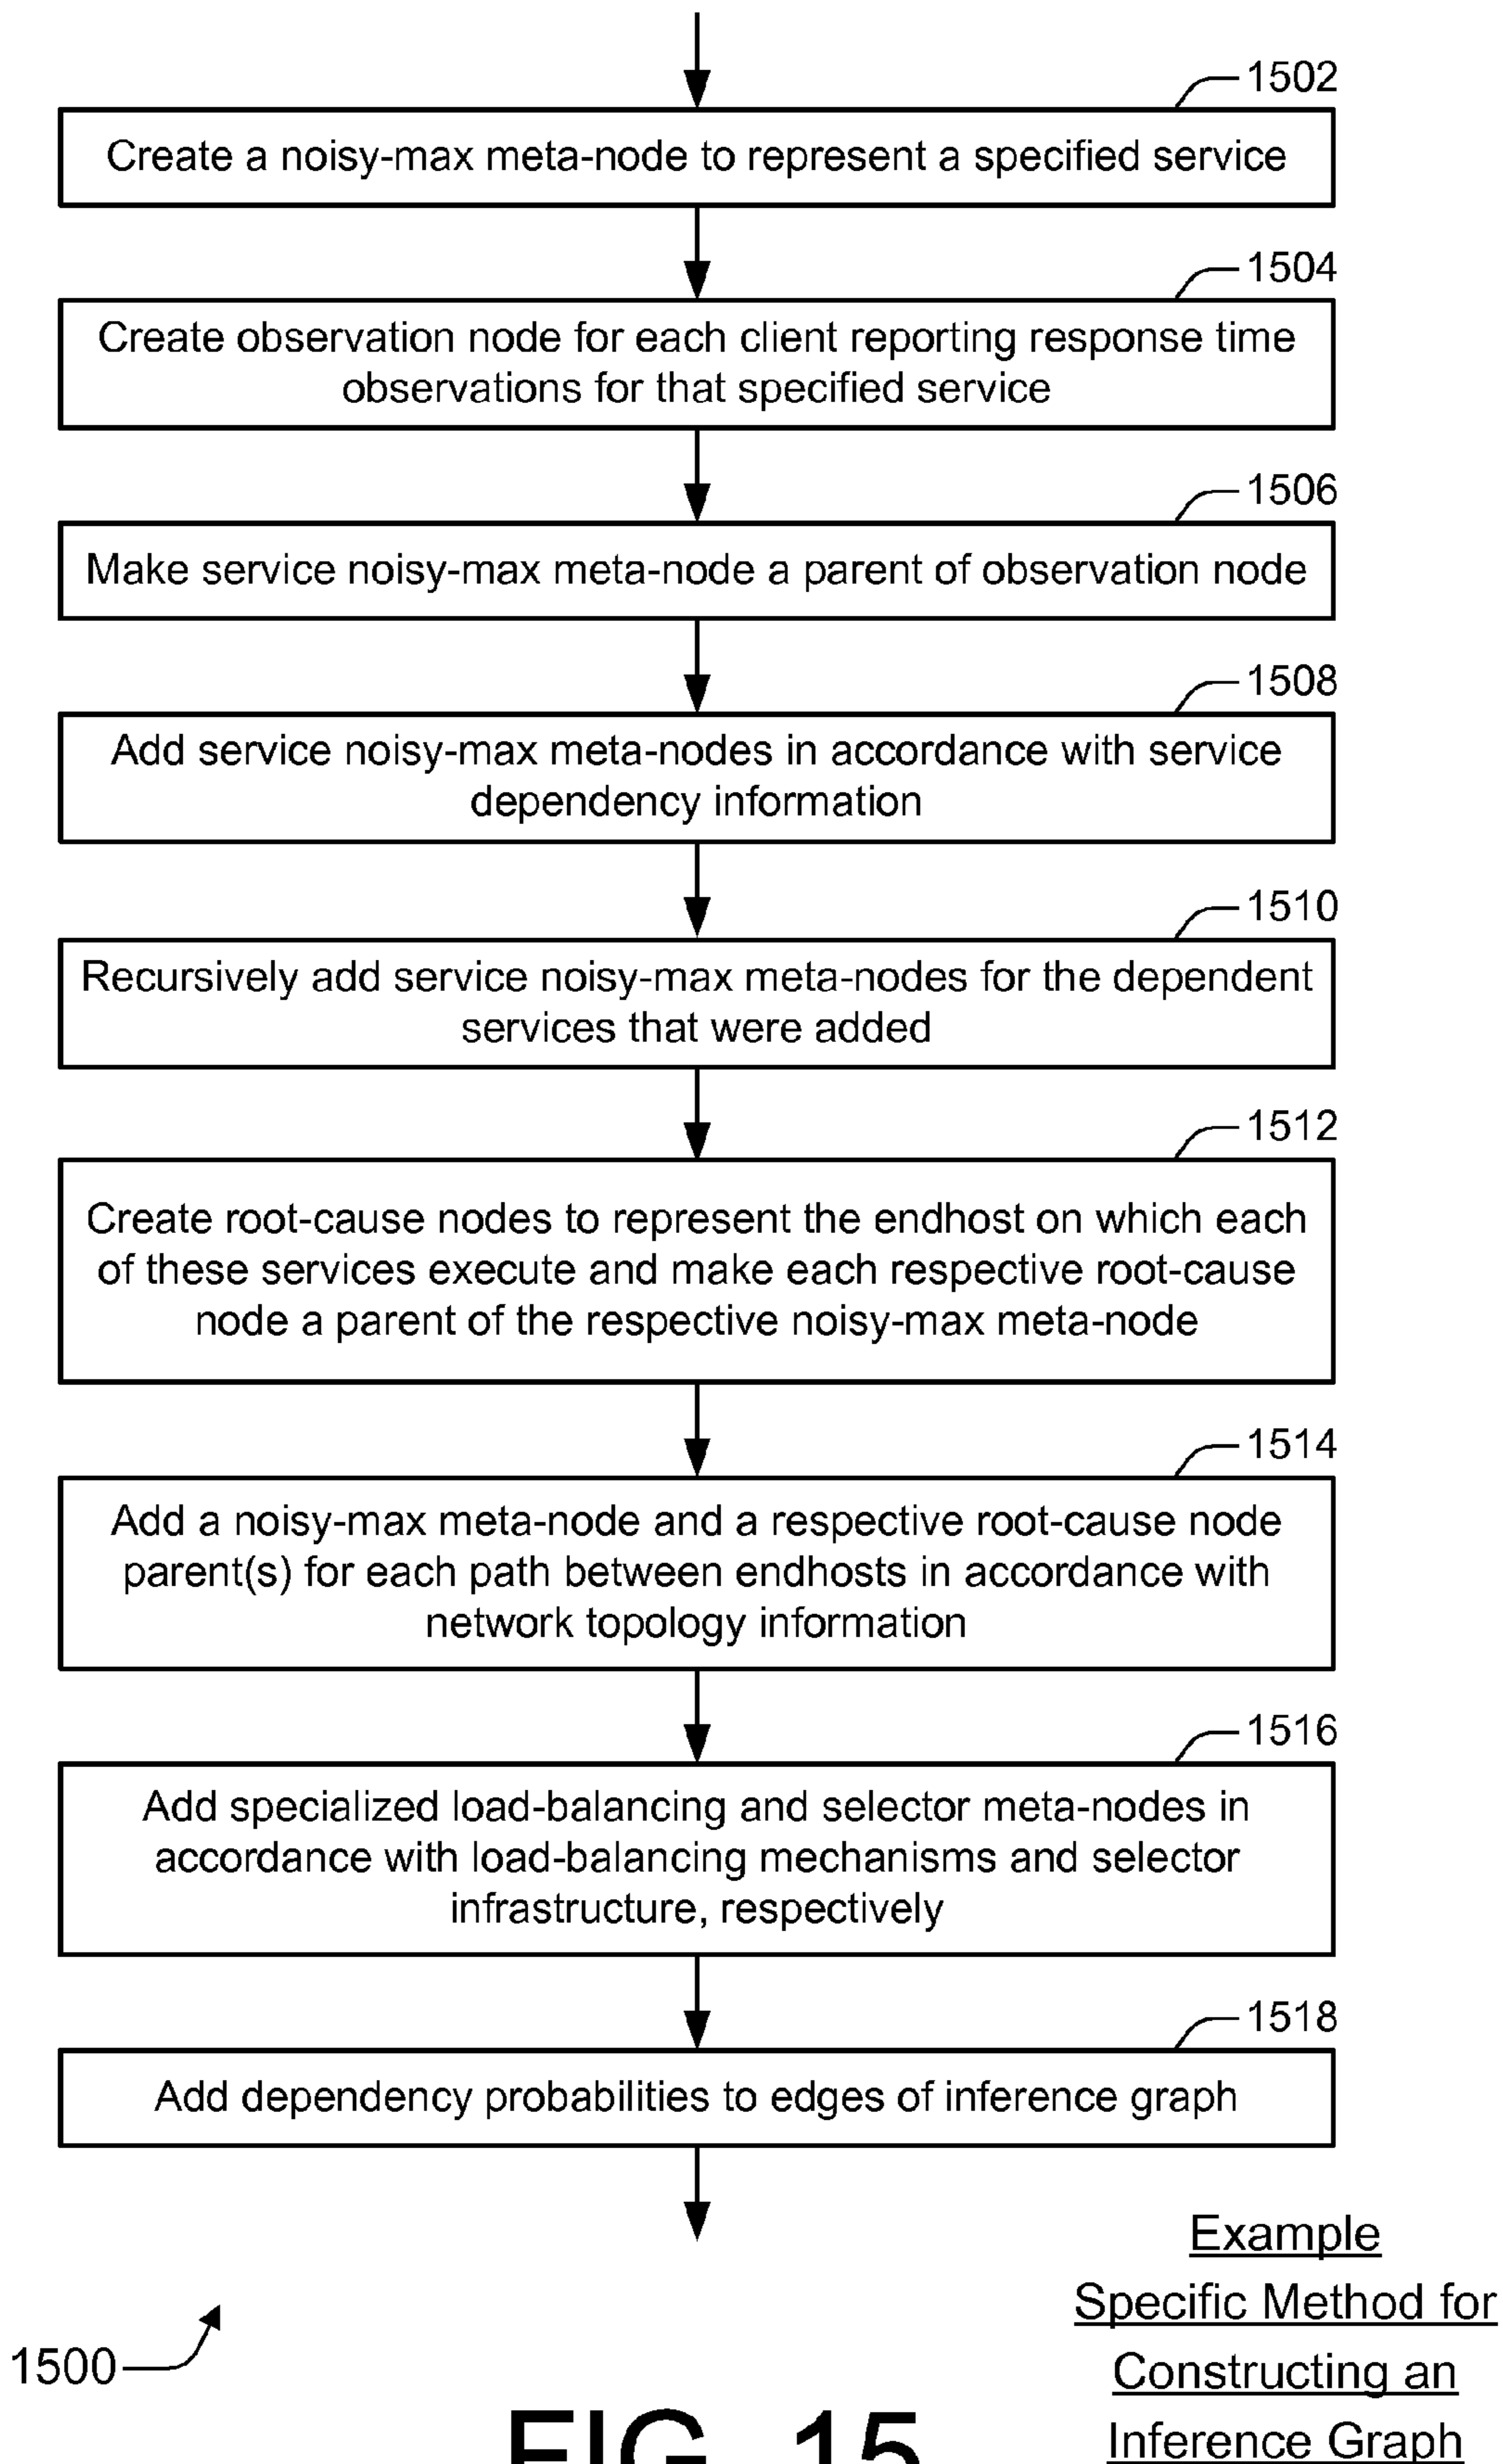 1502
Create a noisy-max meta-node to represent a specified service
1504
Create observation node for each client reporting response time
observations for that specified service
1506
Make service noisy-max meta-node a parent of observation node
1508
Add service noisy-max meta-nodes in accordance with service
dependency information
1510
Recursively add service noisy-max meta-nodes for the dependent
services that were added
1512
Create root-cause nodes to represent the endhost on which each
of these services execute and make each respective root-cause
node a parent of the respective noisy-max meta-node
1514
Add a noisy-max meta-node and a respective root-cause node
parent(s) for each path between endhosts in accordance with
network topology information
1516
Add specialized load-balancing and selector meta-nodes in
accordance with load-balancing mechanisms and selector
infrastructure, respectively
1518
Add dependency probabilities to edges of inference graph
1500
Example
Specific Method for
Constructing an
Inference Graph
FIG. 15